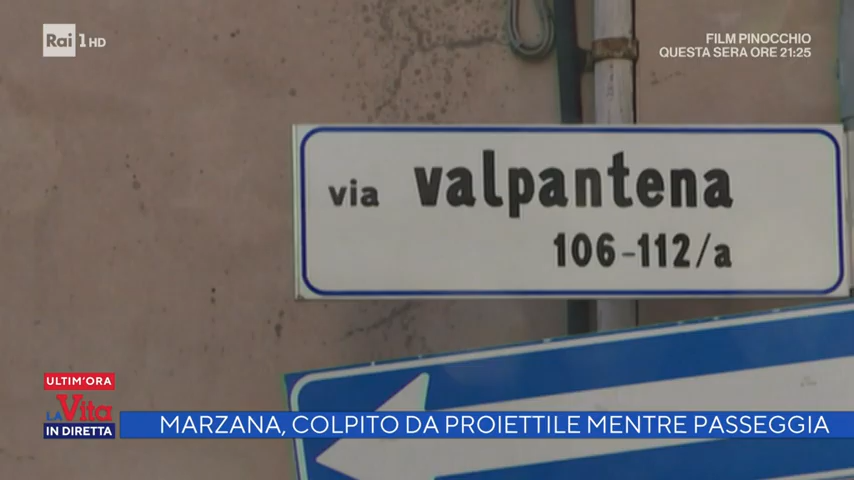 Rai 1 HD
FILM PINOCCHIO
QUESTA SERA ORE 21:25
via valpantena
106-112/a
ULTIM'ORA
LA Vita
IN DIRETTA
MARZANA, COLPITO DA PROIETTILE MENTRE PASSEGGIA